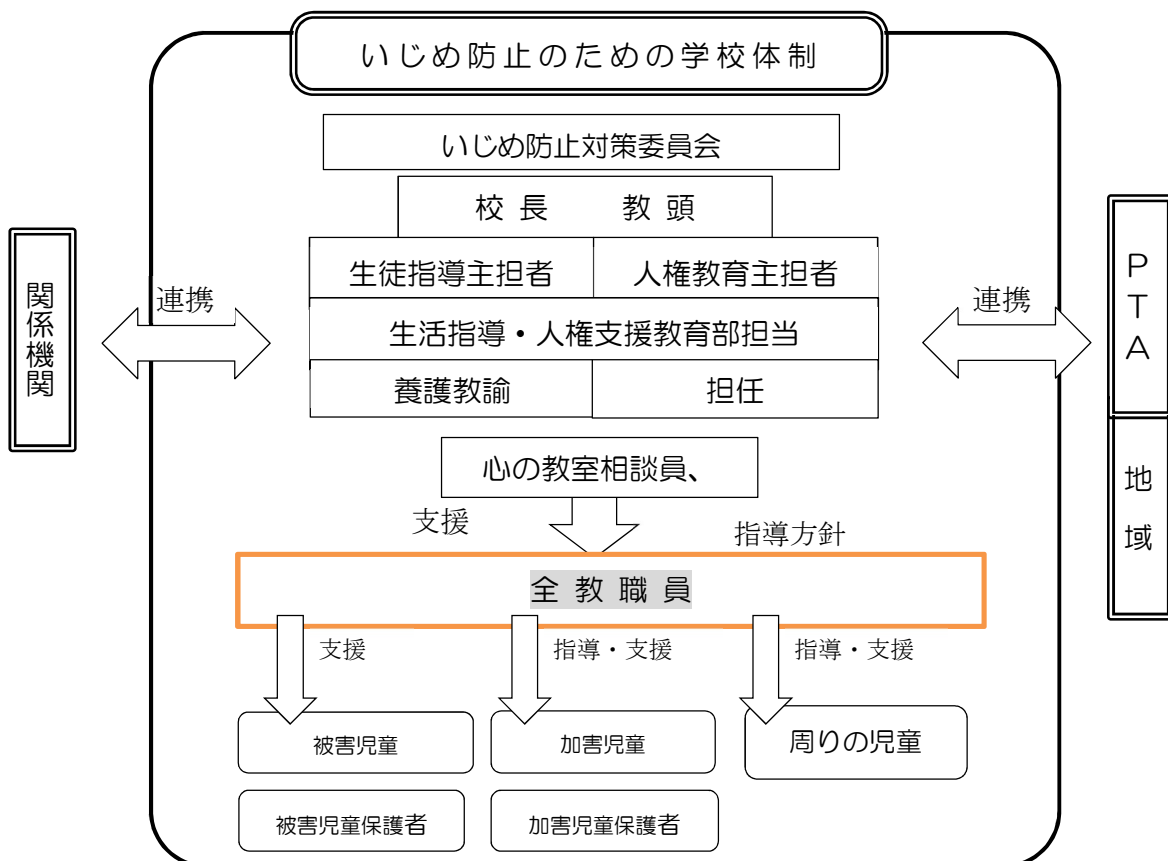 いじめ防止のための学校体制
いじめ防止対策委員会
校長 教頭
生徒指導主担者 人権教育主担者
生活指導・人権支援教育部担当
養護教諭 担任
心の教室相談員、
関係機関
連携
連携
PTA
地域
支援 指導方針
全教職員
支援 指導・支援 指導・支援
被害児童 加害児童 周りの児童
被害児童保護者 加害児童保護者